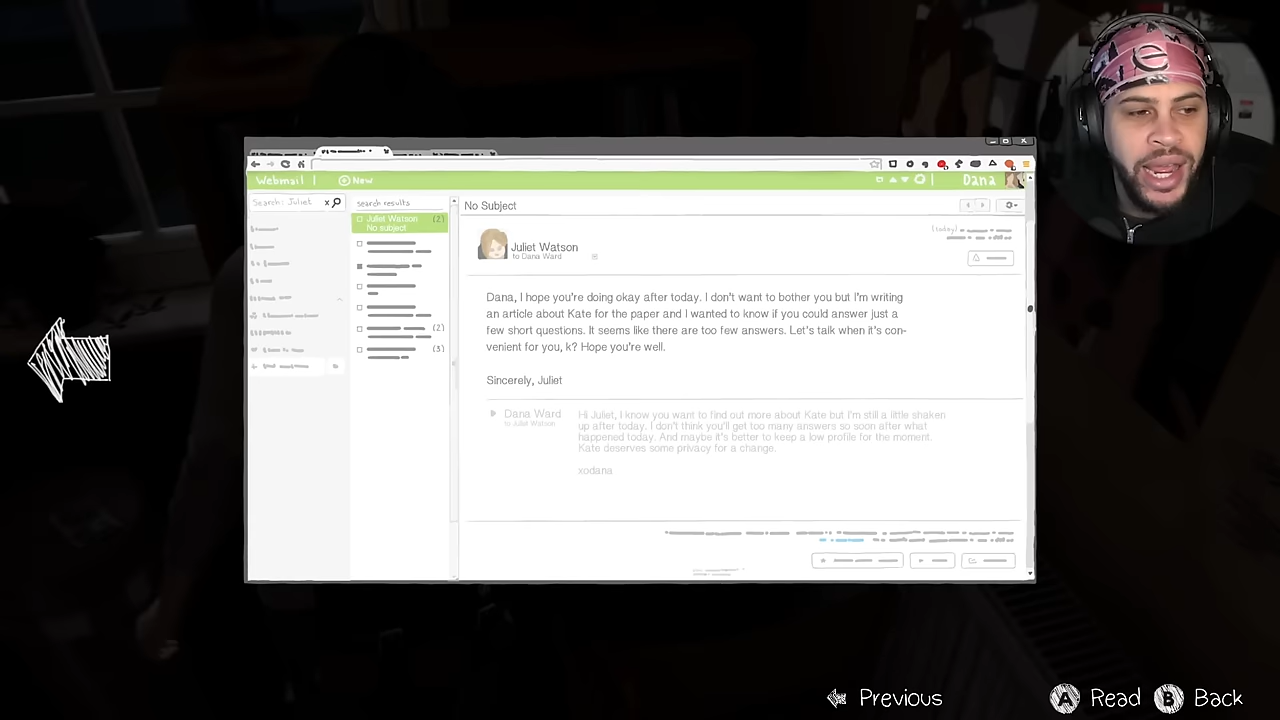 Webmail | New
Dana
Search: Juliet x
search results
No Subject
Juliet Watson (2)
No subject
Juliet Watson
to Dana Ward
(today)
Dana, I hope you're doing okay after today. I don't want to bother you but I'm writing
an article about Kate for the paper and I wanted to know if you could answer just a
few short questions. It seems like there are too few answers. Let's talk when it's con-
venient for you, k? Hope you're well.
Sincerely, Juliet
(2)
(3)
Dana Ward
to Juliet Watson
Hi Juliet, I know you want to find out more about Kate but I'm still a little shaken
up after today. I don't think you'll get too many answers so soon after what
happened today. And maybe it's better to keep a low profile for the moment.
Kate deserves some privacy for a change.
xodana
Previous
A Read
B Back